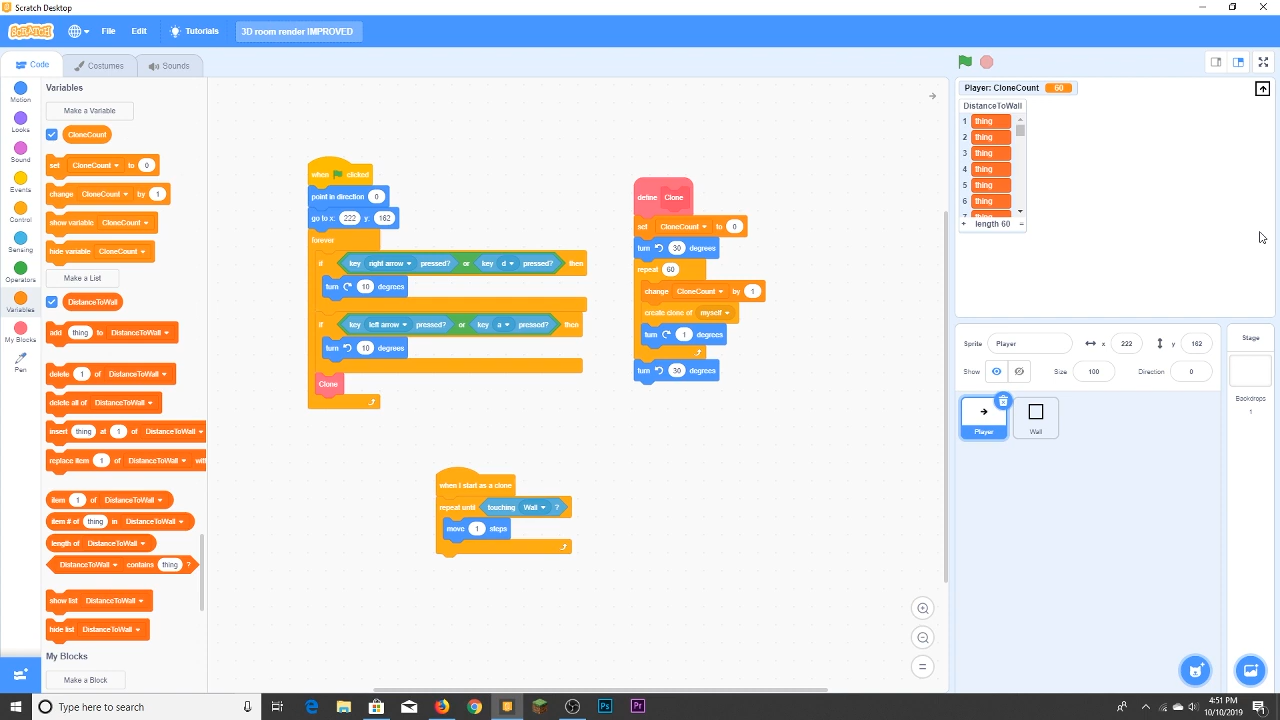 Scratch Desktop
SCRATCH File Edit Tutorials 3D room render IMPROVED
Code Costumes Sounds
Motion
Looks
Sound
Events
Control
Sensing
Operators
Variables
My Blocks
Pen
Variables
Make a Variable
CloneCount
set CloneCount to 0
change CloneCount by 1
show variable CloneCount
hide variable CloneCount
Make a List
DistanceToWall
add thing to DistanceToWall
delete 1 of DistanceToWall
delete all of DistanceToWall
insert thing at 1 of DistanceToWall
replace item 1 of DistanceToWall wit
item 1 of DistanceToWall
item # of thing in DistanceToWall
length of DistanceToWall
DistanceToWall contains thing ?
show list DistanceToWall
hide list DistanceToWall
My Blocks
Make a Block
when clicked
point in direction 0
go to x: 222 y: 162
forever
if key right arrow pressed? or key d pressed? then
turn 10 degrees
if key left arrow pressed? or key a pressed? then
turn 10 degrees
Clone
when I start as a clone
repeat until touching Wall ?
move 1 steps
define Clone
set CloneCount to 0
turn 30 degrees
repeat 60
change CloneCount by 1
create clone of myself
turn 1 degrees
turn 30 degrees
Player: CloneCount 60
DistanceToWall
1 thing
2 thing
3 thing
4 thing
5 thing
6 thing
+ length 60 =
Sprite Player x 222 y 162
Show Size 100 Direction 0
Player
Wall
Stage
Backdrops
1
Type here to search
Ps
Pr
4:51 PM
10/10/2019